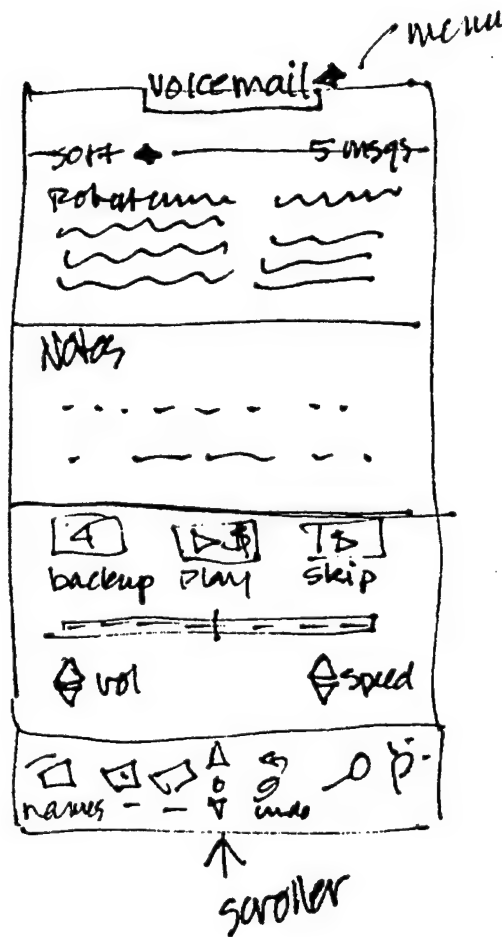 menu
voicemail
sort 5 msgs
Notes
backup play skip
vol speed
names undo
scroller